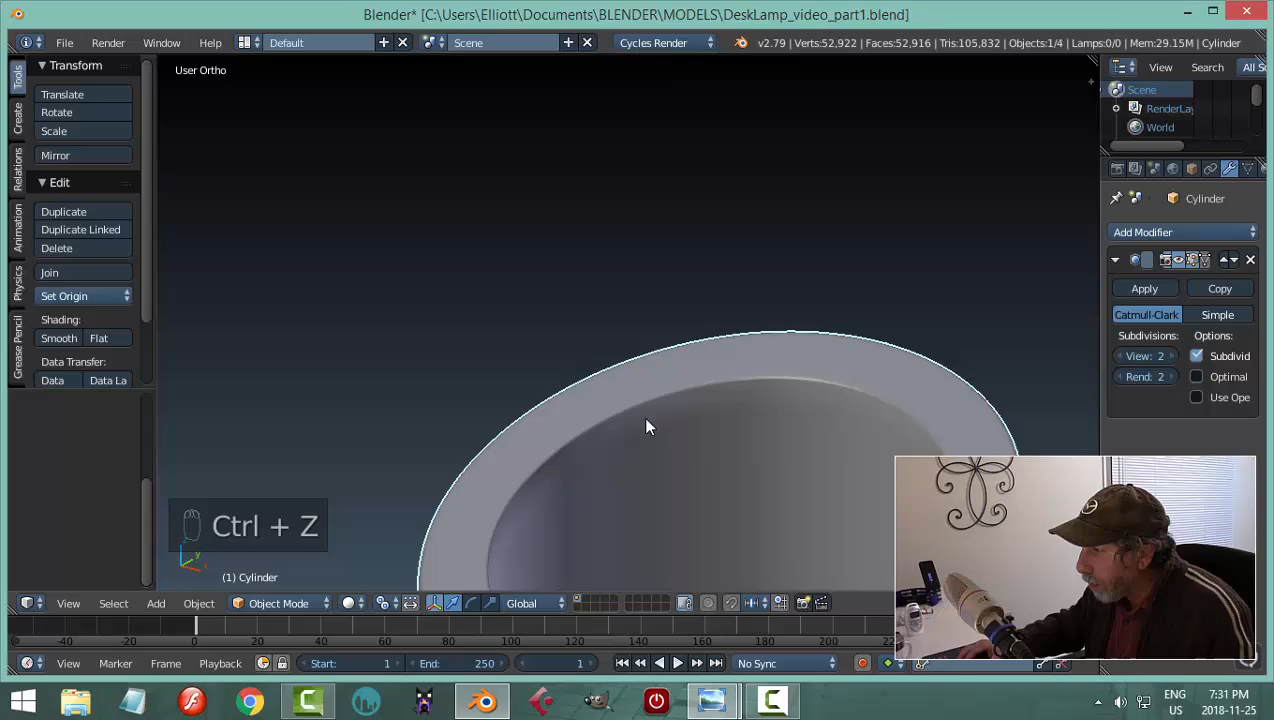 Blender* [C:\Users\Elliott\Documents\BLENDER\MODELS\DeskLamp_video_part1.blend]
File Render Window Help Default Scene Cycles Render v2.79 | Verts:52,922 | Faces:52,916 | Tris:105,832 | Objects:1/4 | Lamps:0/0 | Mem:29.15M | Cylinder
Transform
Translate
Rotate
Scale
Mirror
Edit
Duplicate
Duplicate Linked
Delete
Join
Set Origin
Shading:
Smooth Flat
Data Transfer:
Data Data La
Tools
Create
Relations
Animation
Physics
Grease Pencil
User Ortho
Ctrl + Z
(1) Cylinder
View Search All Sc
Scene
RenderLay
World
Cylinder
Add Modifier
Apply Copy
Catmull-Clark Simple
Subdivisions: Options:
View: 2 Subdivid
Rend: 2 Optimal
Use Ope
View Select Add Object Object Mode Global
-40 -20 0 20 40 60 80 100 120 140 160 180 200
View Marker Frame Playback Start: 1 End: 250 1 No Sync
ENG 7:31 PM
US 2018-11-25